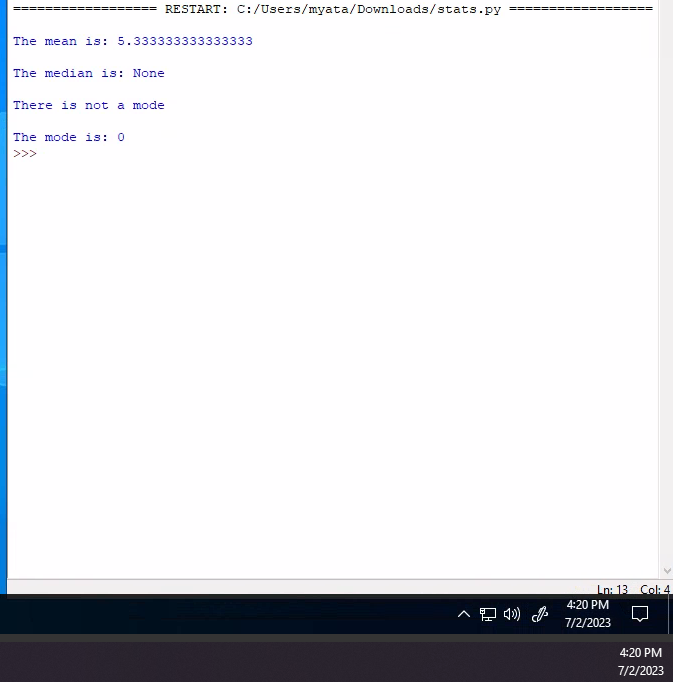 ================== RESTART: C:/Users/myata/Downloads/stats.py ==================
The mean is: 5.333333333333333
The median is: None
There is not a mode
The mode is: 0
>>>
Ln: 13 Col: 4
4:20 PM
7/2/2023
4:20 PM
7/2/2023